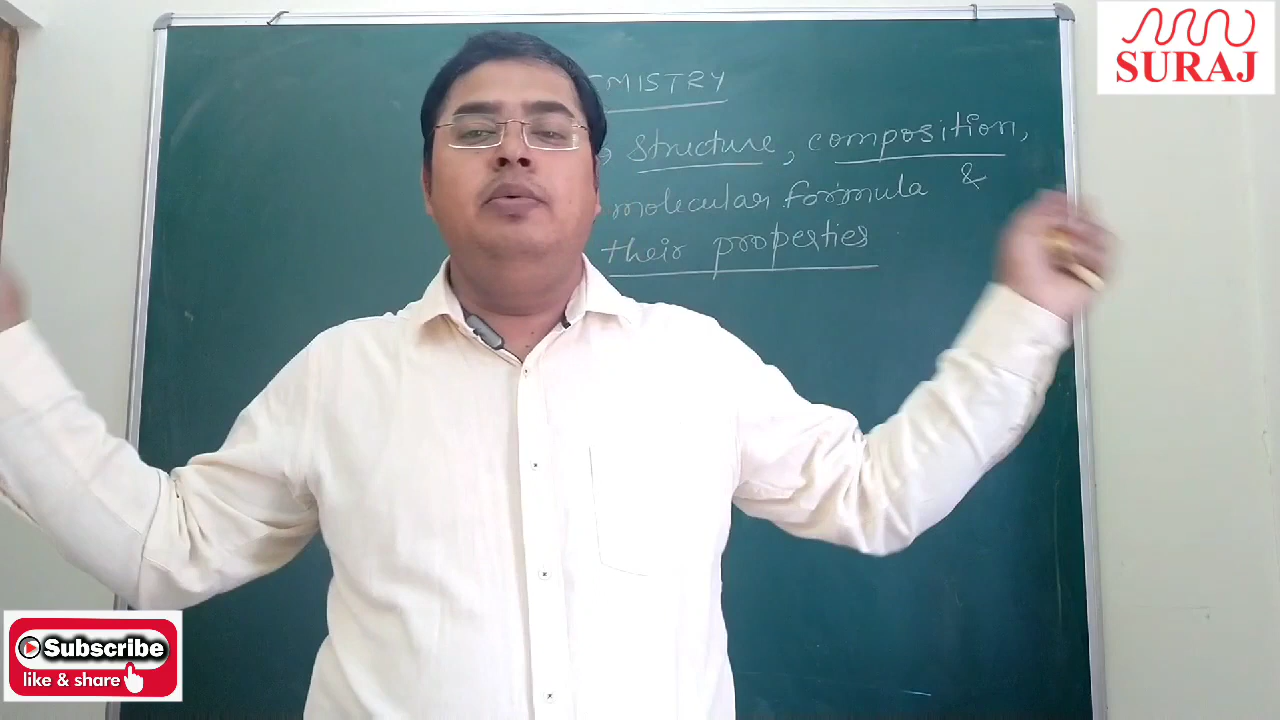 SURAJ
MISTRY
structure, composition,
molecular formula &
their properties
Subscribe
like & share